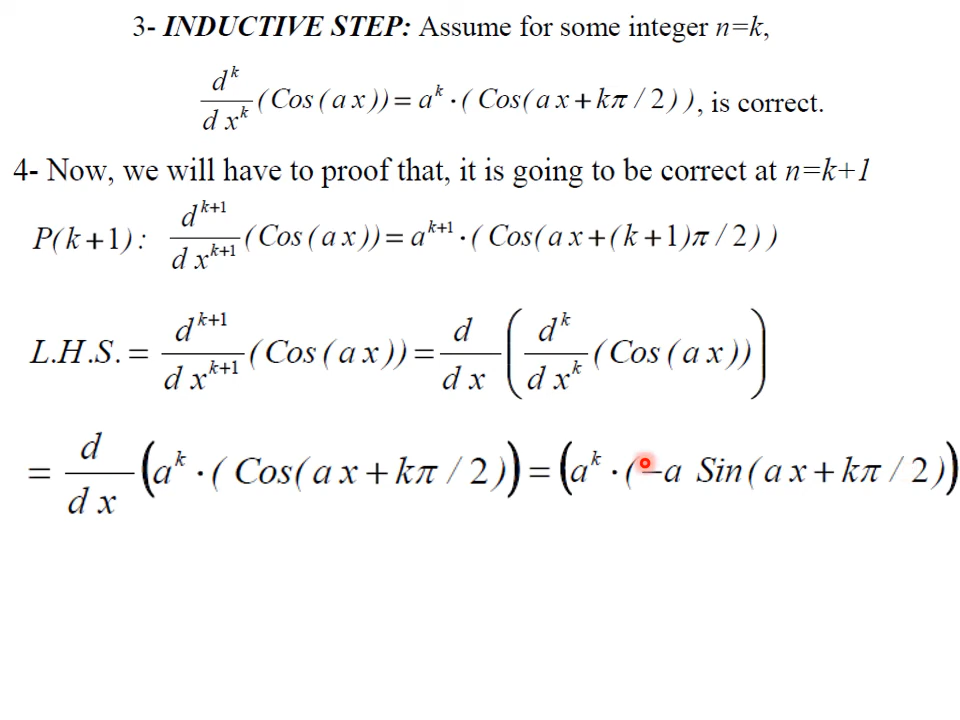 3- INDUCTIVE STEP: Assume for some integer n=k,
d^k/dx^k (Cos(ax)) = a^k · (Cos(ax+kπ/2)), is correct.
4- Now, we will have to proof that, it is going to be correct at n=k+1
P(k+1): d^{k+1}/dx^{k+1} (Cos(ax)) = a^{k+1} · (Cos(ax+(k+1)π/2))
L.H.S. = d^{k+1}/dx^{k+1} (Cos(ax)) = d/dx (d^k/dx^k (Cos(ax)))
= d/dx (a^k · (Cos(ax+kπ/2)) = (a^k · (−a Sin(ax+kπ/2))